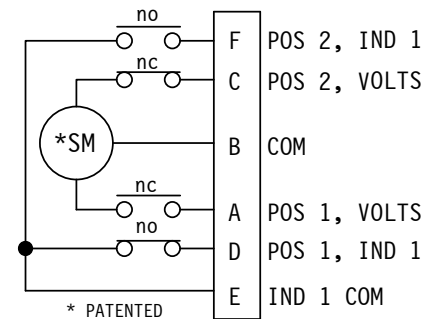 no
F POS 2, IND 1
nc
C POS 2, VOLTS
*SM
B COM
nc
A POS 1, VOLTS
no
D POS 1, IND 1
E IND 1 COM
* PATENTED